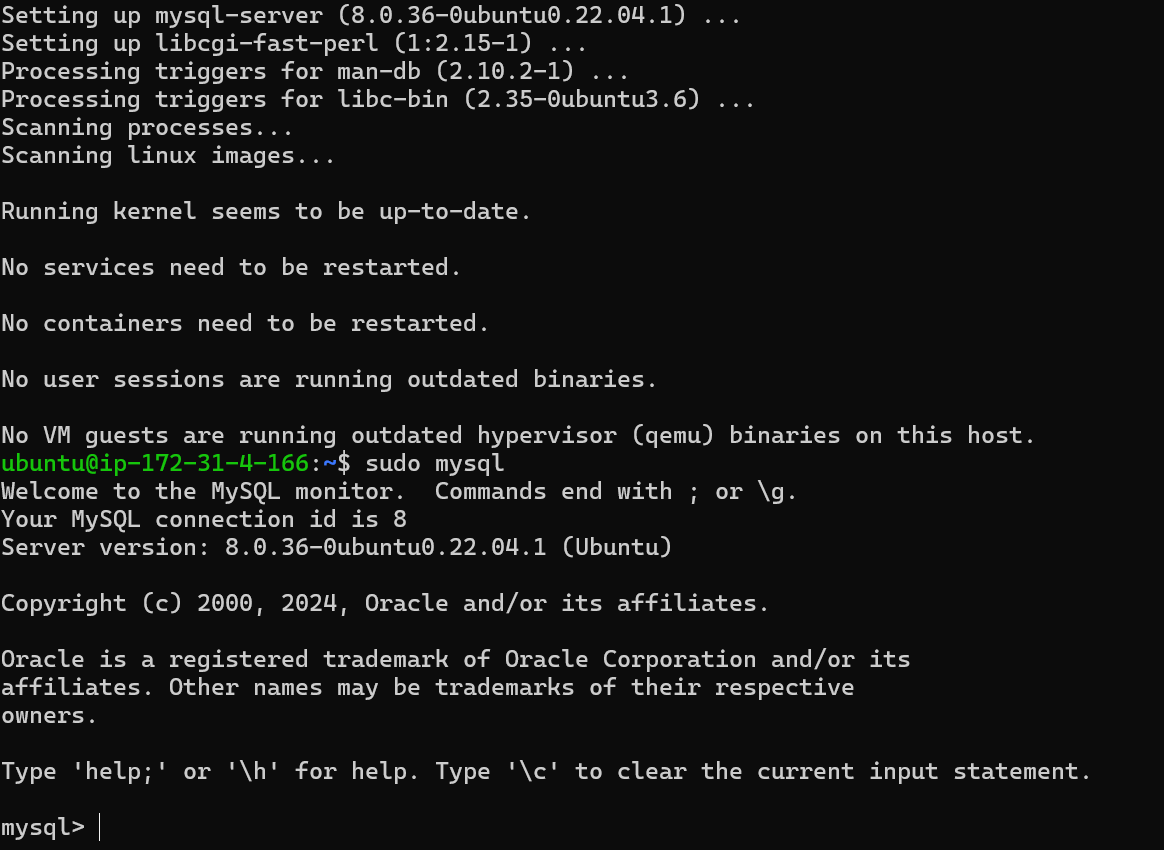 Setting up mysql-server (8.0.36-0ubuntu0.22.04.1) ...
Setting up libcgi-fast-perl (1:2.15-1) ...
Processing triggers for man-db (2.10.2-1) ...
Processing triggers for libc-bin (2.35-0ubuntu3.6) ...
Scanning processes...
Scanning linux images...

Running kernel seems to be up-to-date.

No services need to be restarted.

No containers need to be restarted.

No user sessions are running outdated binaries.

No VM guests are running outdated hypervisor (qemu) binaries on this host.
ubuntu@ip-172-31-4-166:~$ sudo mysql
Welcome to the MySQL monitor.  Commands end with ; or \g.
Your MySQL connection id is 8
Server version: 8.0.36-0ubuntu0.22.04.1 (Ubuntu)

Copyright (c) 2000, 2024, Oracle and/or its affiliates.

Oracle is a registered trademark of Oracle Corporation and/or its
affiliates. Other names may be trademarks of their respective
owners.

Type 'help;' or '\h' for help. Type '\c' to clear the current input statement.

mysql>